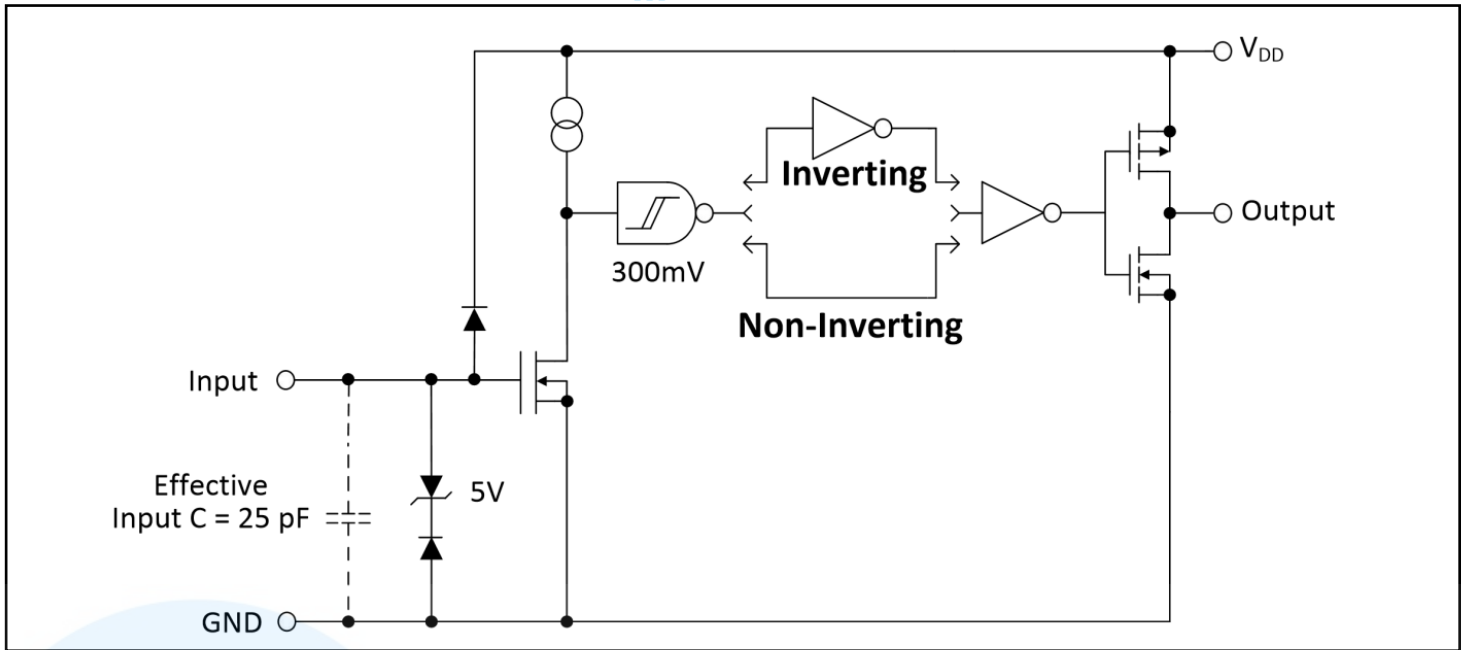 V_DD
Inverting
Output
300mV
Non-Inverting
Input
5V
Effective
Input C = 25 pF
GND